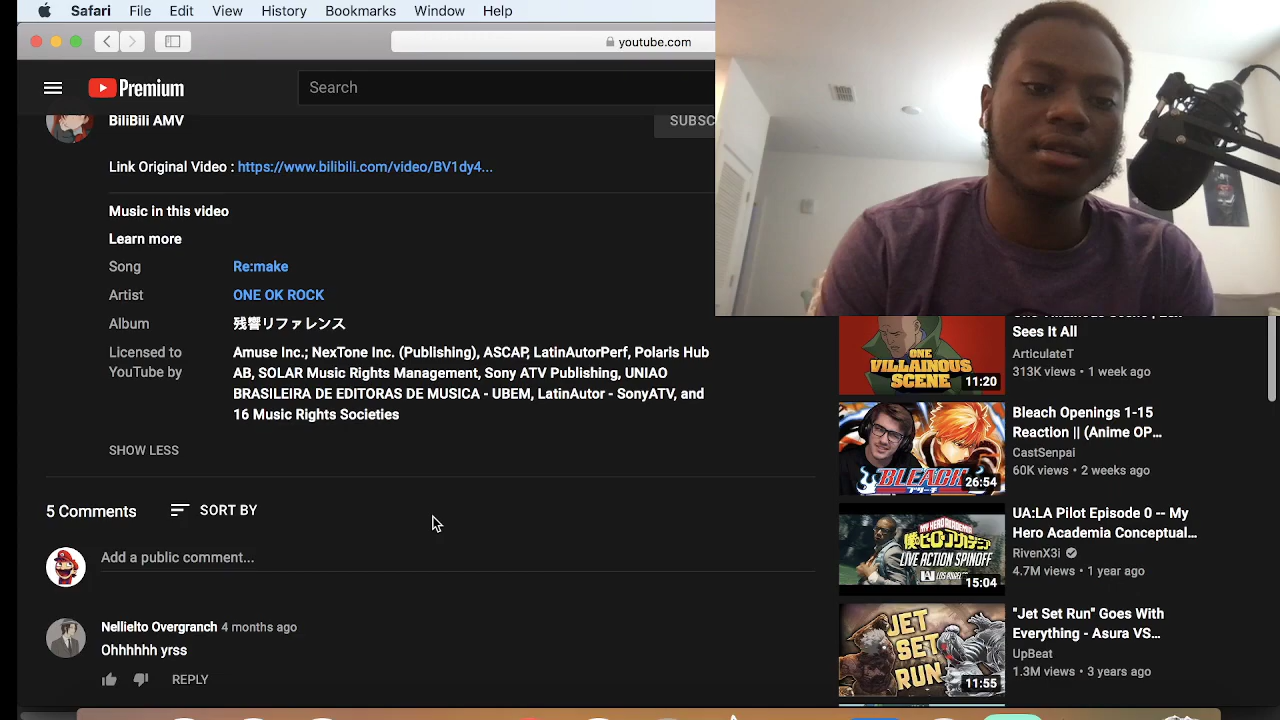 Safari File Edit View History Bookmarks Window Help
youtube.com
Premium
Search
BiliBili AMV
SUBSC
Link Original Video : https://www.bilibili.com/video/BV1dy4...
Music in this video
Learn more
Song Re:make
Artist ONE OK ROCK
Album 残響リファレンス
Licensed to YouTube by
Amuse Inc.; NexTone Inc. (Publishing), ASCAP, LatinAutorPerf, Polaris Hub
AB, SOLAR Music Rights Management, Sony ATV Publishing, UNIAO
BRASILEIRA DE EDITORAS DE MUSICA - UBEM, LatinAutor - SonyATV, and
16 Music Rights Societies
SHOW LESS
5 Comments SORT BY
Add a public comment...
Nellielto Overgranch 4 months ago
Ohhhhhh yrss
REPLY
ONE
VILLAINOUS
SCENE
11:20
Sees It All
ArticulateT
313K views • 1 week ago
BLEACH
26:54
Bleach Openings 1-15
Reaction || (Anime OP...
CastSenpai
60K views • 2 weeks ago
MY HERO ACADEMIA
LIVE ACTION SPINOFF
15:04
UA:LA Pilot Episode 0 -- My
Hero Academia Conceptual...
RivenX3i
4.7M views • 1 year ago
JET
SET
RUN
11:55
"Jet Set Run" Goes With
Everything - Asura VS...
UpBeat
1.3M views • 3 years ago